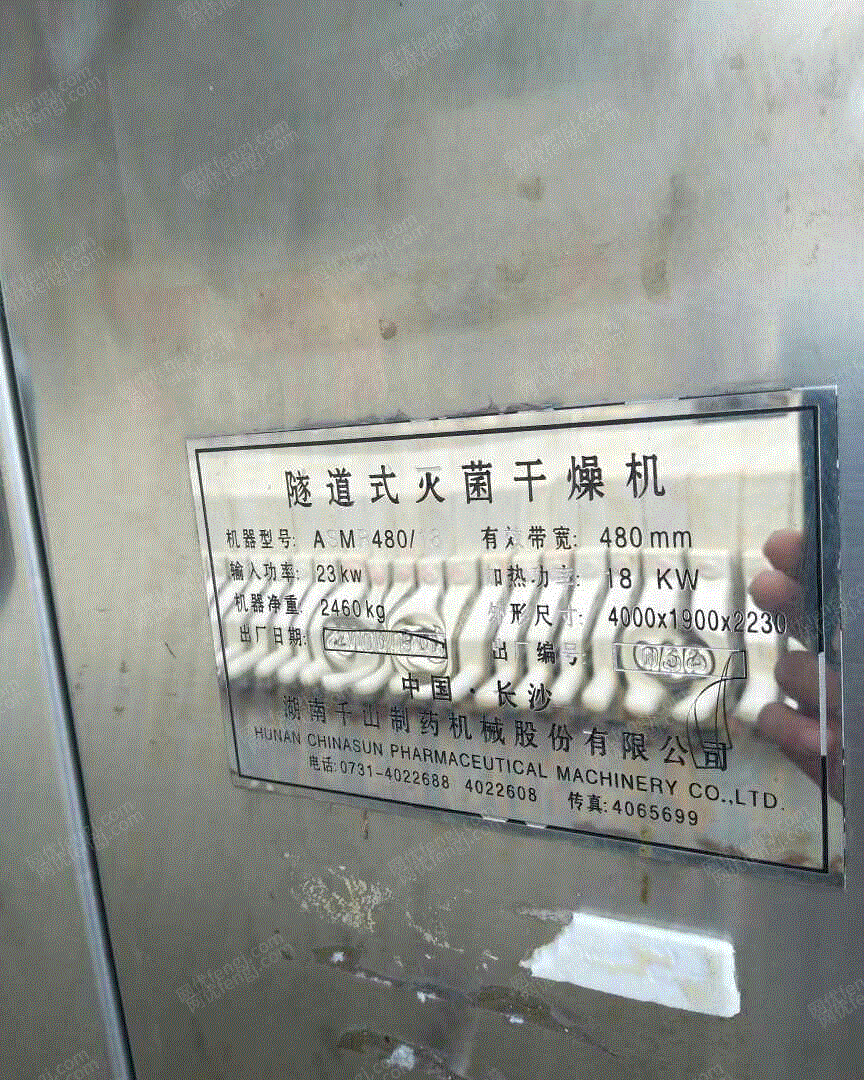 隧道式灭菌干燥机
机器型号: A M 480/18 有效带宽: 480mm
输入功率: 23kw 加热功率: 18 KW
机器净重: 2460kg 外形尺寸: 4000x1900x2230
出厂日期: 出 编号
中国·长沙
湖南千山制药机械股份有限公司
HUNAN CHINASUN PHARMACEUTICAL MACHINERY CO.,LTD.
电话:0731-4022688 4022608 传真:4065699